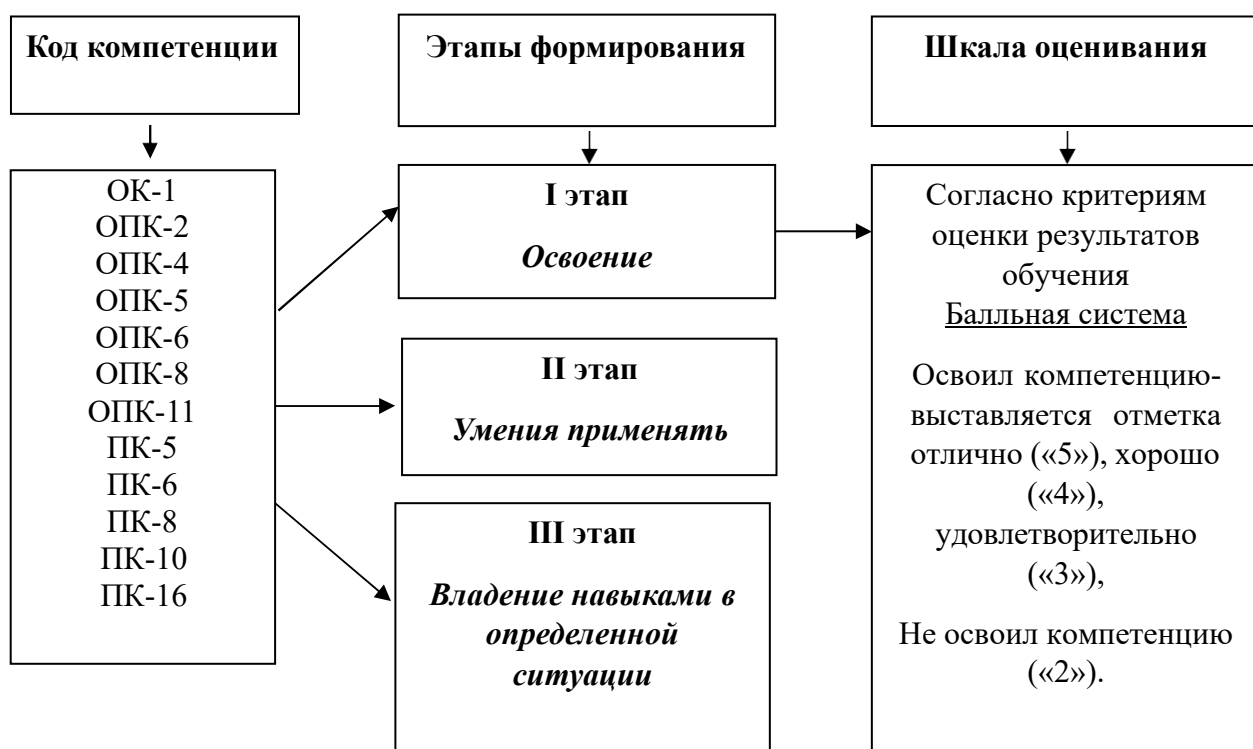 Код компетенции
Этапы формирования
Шкала оценивания
ОК-1
ОПК-2
ОПК-4
ОПК-5
ОПК-6
ОПК-8
ОПК-11
ПК-5
ПК-6
ПК-8
ПК-10
ПК-16
I этап
Освоение
II этап
Умения применять
III этап
Владение навыками в
определенной
ситуации
Согласно критериям
оценки результатов
обучения
Балльная система
Освоил компетенцию-
выставляется отметка
отлично («5»), хорошо
(«4»),
удовлетворительно
(«3»),
Не освоил компетенцию
(«2»).